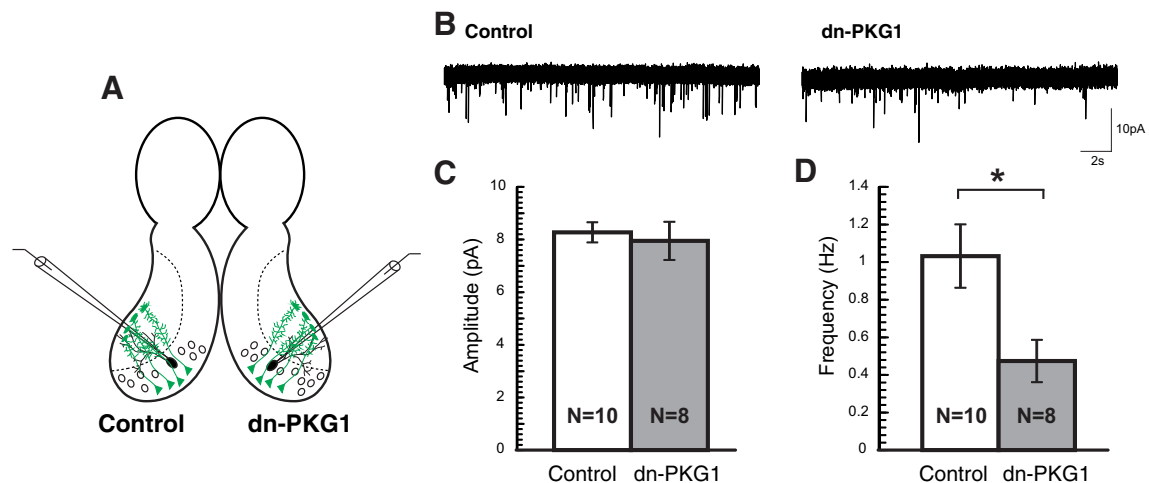 A
Control
dn-PKG1
B
Control
dn-PKG1
10pA
2s
C
10
8
6
4
2
0
Amplitude (pA)
N=10
N=8
Control
dn-PKG1
D
1.4
1.2
1
0.8
0.6
0.4
0.2
0
Frequency (Hz)
*
N=10
N=8
Control
dn-PKG1